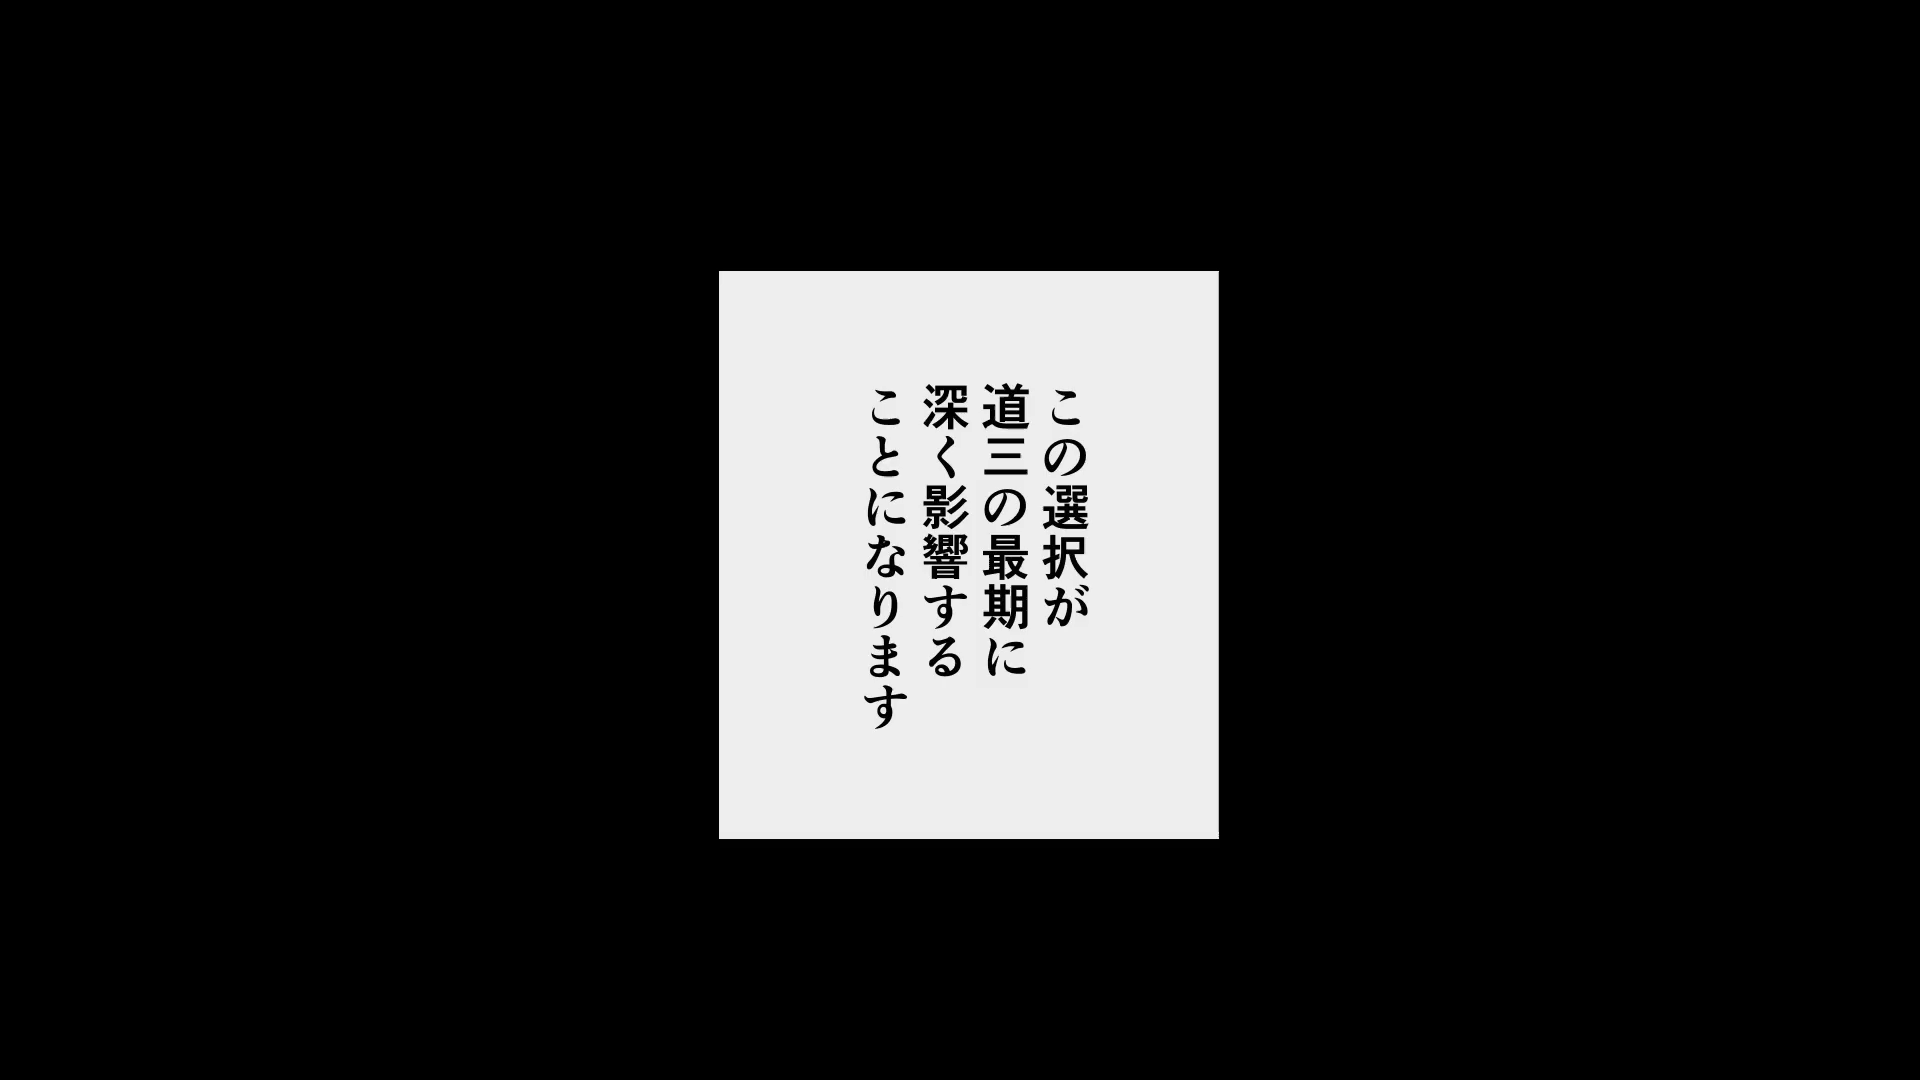 この選択が
道三の最期に
深く影響する
ことになります